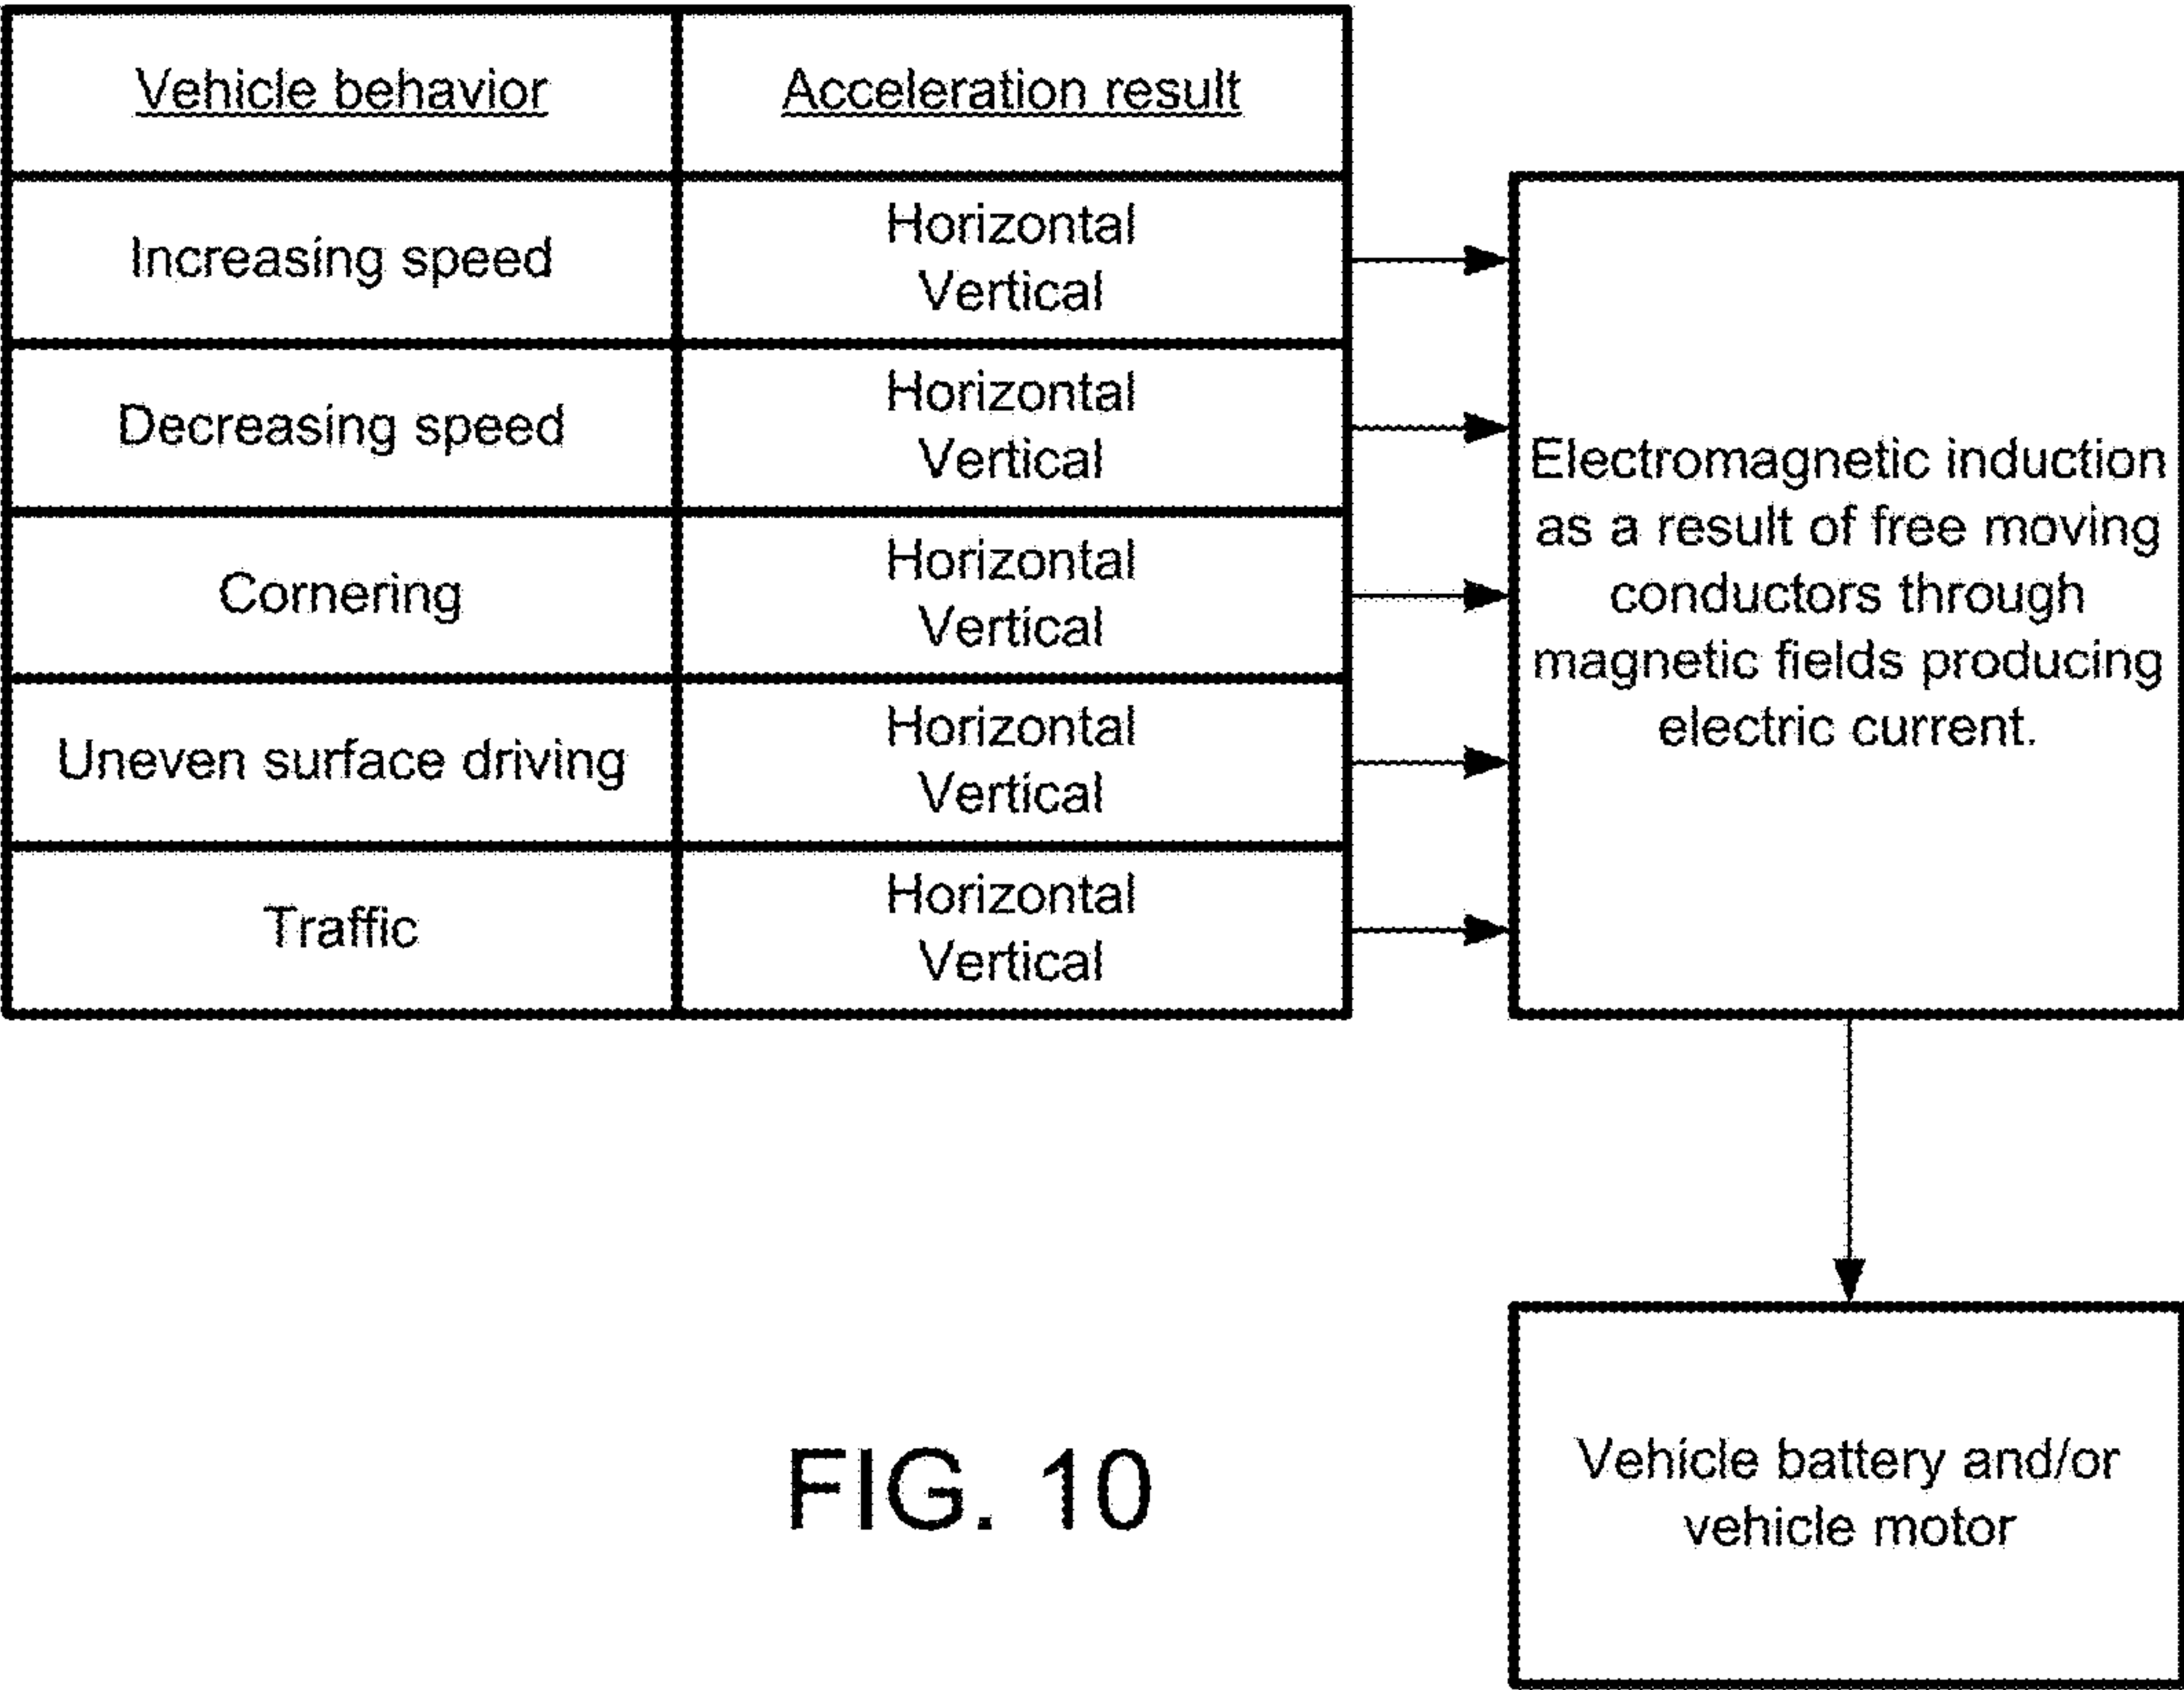 Vehicle behavior
Acceleration result
Increasing speed
Horizontal
Vertical
Decreasing speed
Horizontal
Vertical
Cornering
Horizontal
Vertical
Uneven surface driving
Horizontal
Vertical
Traffic
Horizontal
Vertical
Electromagnetic induction
as a result of free moving
conductors through
magnetic fields producing
electric current.
Vehicle battery and/or
vehicle motor
FIG. 10